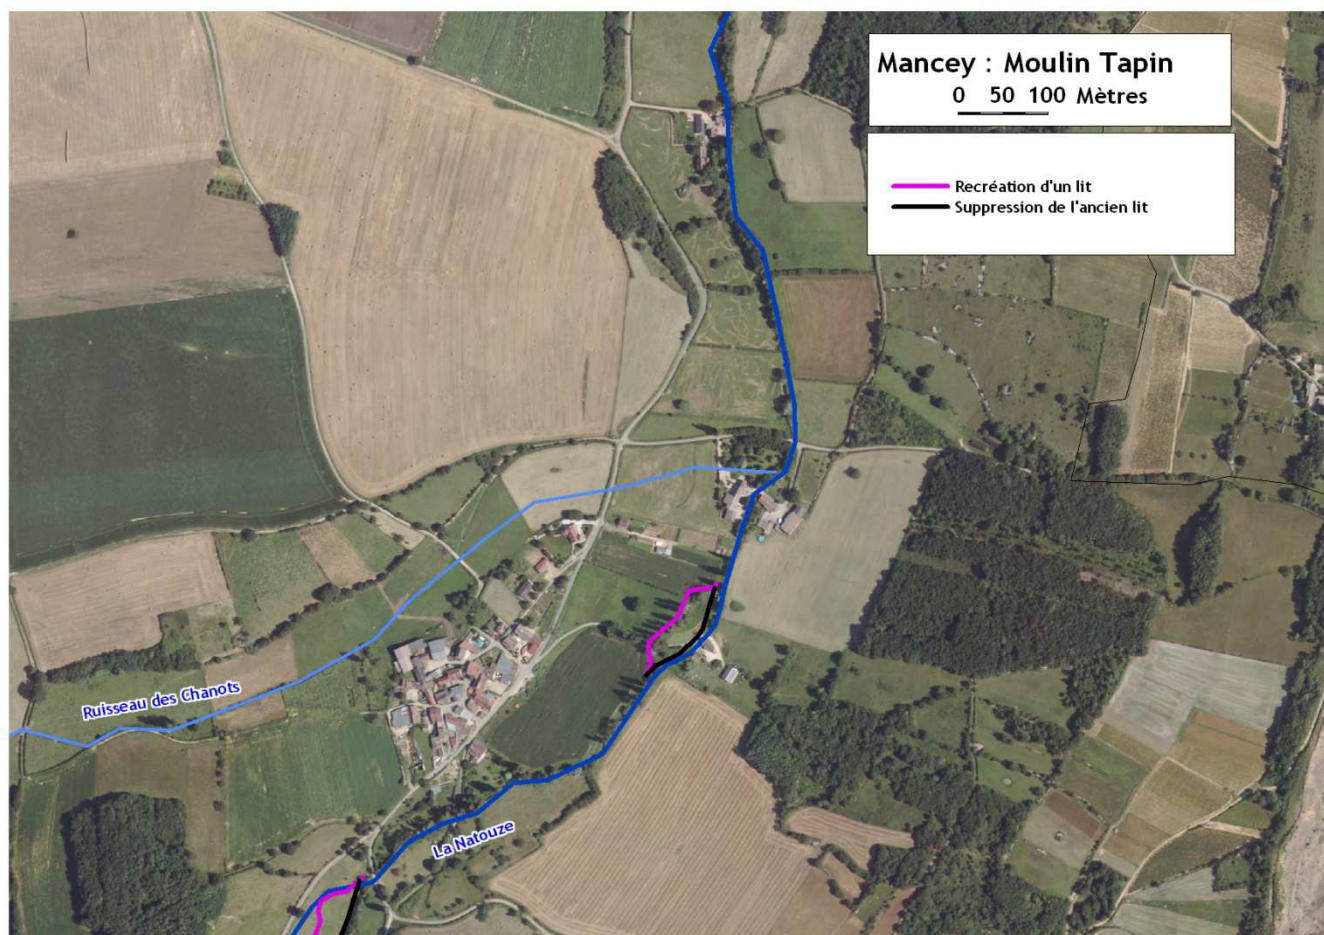 Mancey : Moulin Tapin
0 50 100 Mètres
Recréation d'un lit
Suppression de l'ancien lit
Ruisseau des Chanots
La Natouze